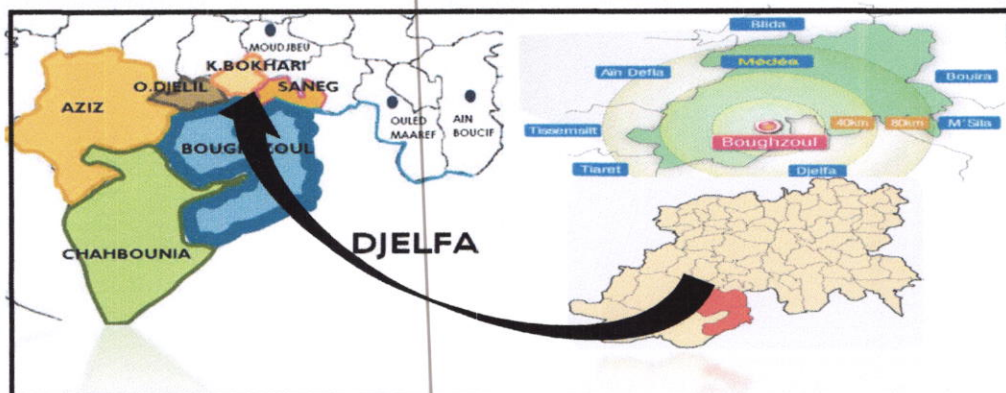 MOUDJBEU
K.BOKHARI
O.DJELIL
SANEG
AZIZ
OULED
MAAREF
AIN
BOUCIF
BOUGHZOUL
CHAHBOUNIA
DJELFA
Blida
Médéa
Aïn Defla
Bouira
Tissemsilt
40km
80km
M'Sila
Boughzoul
Tiaret
Djelfa